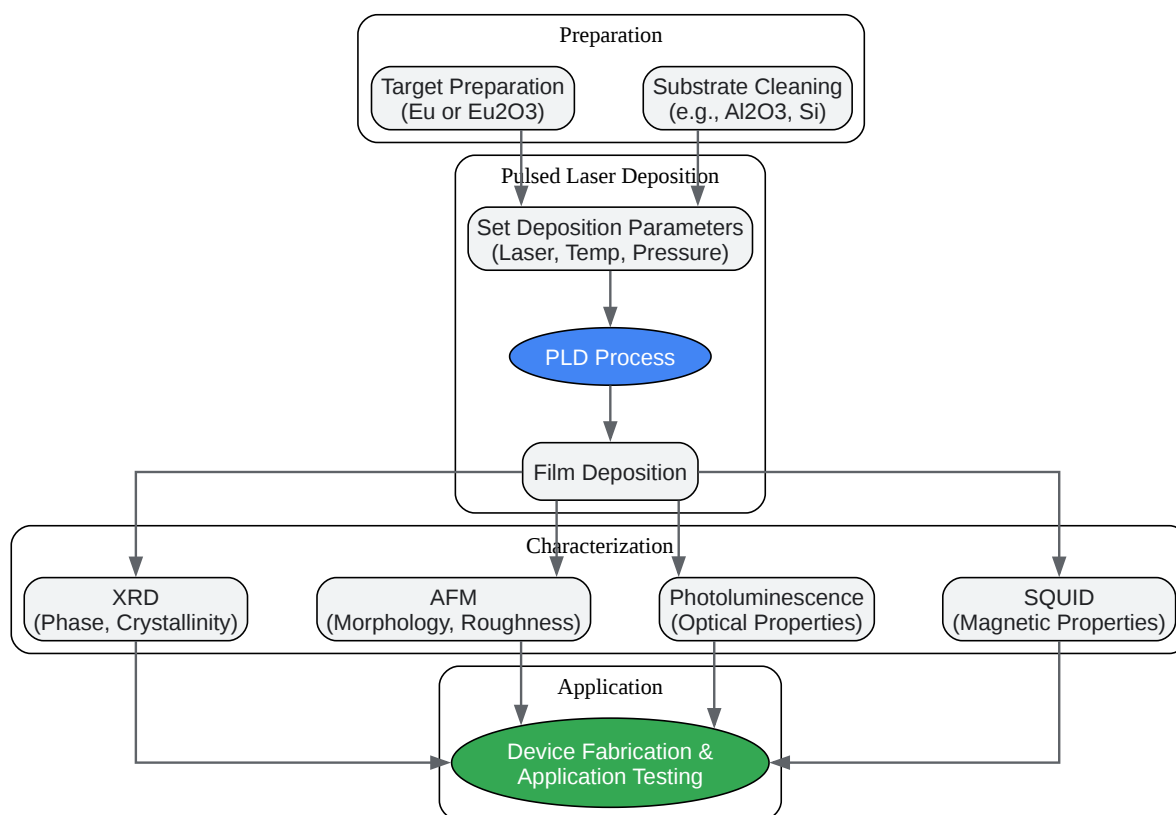 Preparation
Target Preparation
(Eu or Eu2O3)
Substrate Cleaning
(e.g., Al2O3, Si)
Pulsed Laser Deposition
Set Deposition Parameters
(Laser, Temp, Pressure)
PLD Process
Film Deposition
Characterization
XRD
(Phase, Crystallinity)
AFM
(Morphology, Roughness)
Photoluminescence
(Optical Properties)
SQUID
(Magnetic Properties)
Application
Device Fabrication &
Application Testing